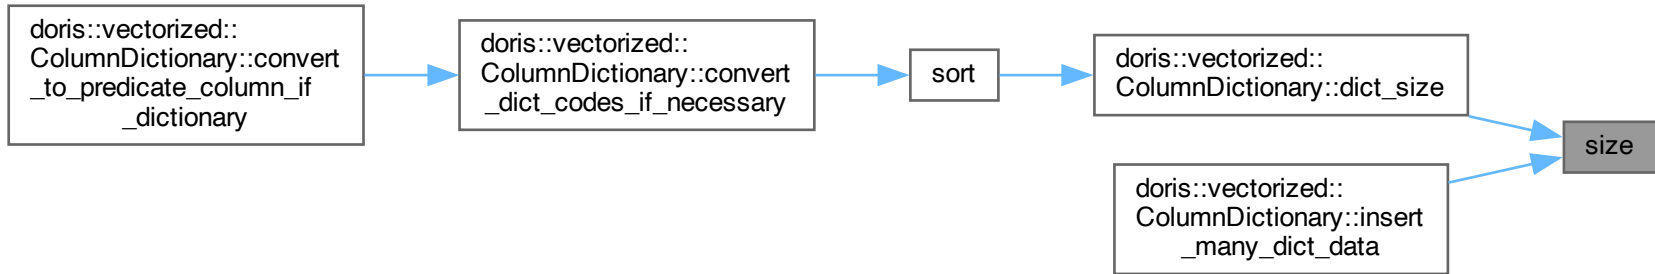 doris::vectorized::
ColumnDictionary::convert
_to_predicate_column_if
_dictionary
doris::vectorized::
ColumnDictionary::convert
_dict_codes_if_necessary
sort
doris::vectorized::
ColumnDictionary::dict_size
doris::vectorized::
ColumnDictionary::insert
_many_dict_data
size